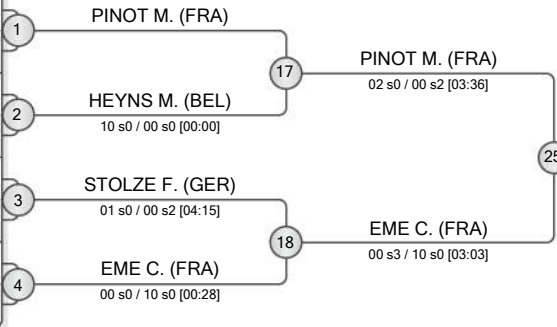 1
PINOT M. (FRA)
17
PINOT M. (FRA)
02 s0 / 00 s2 [03:36]
2
HEYNS M. (BEL)
10 s0 / 00 s0 [00:00]
25
3
STOLZE F. (GER)
01 s0 / 00 s2 [04:15]
18
EME C. (FRA)
00 s3 / 10 s0 [03:03]
4
EME C. (FRA)
00 s0 / 10 s0 [00:28]